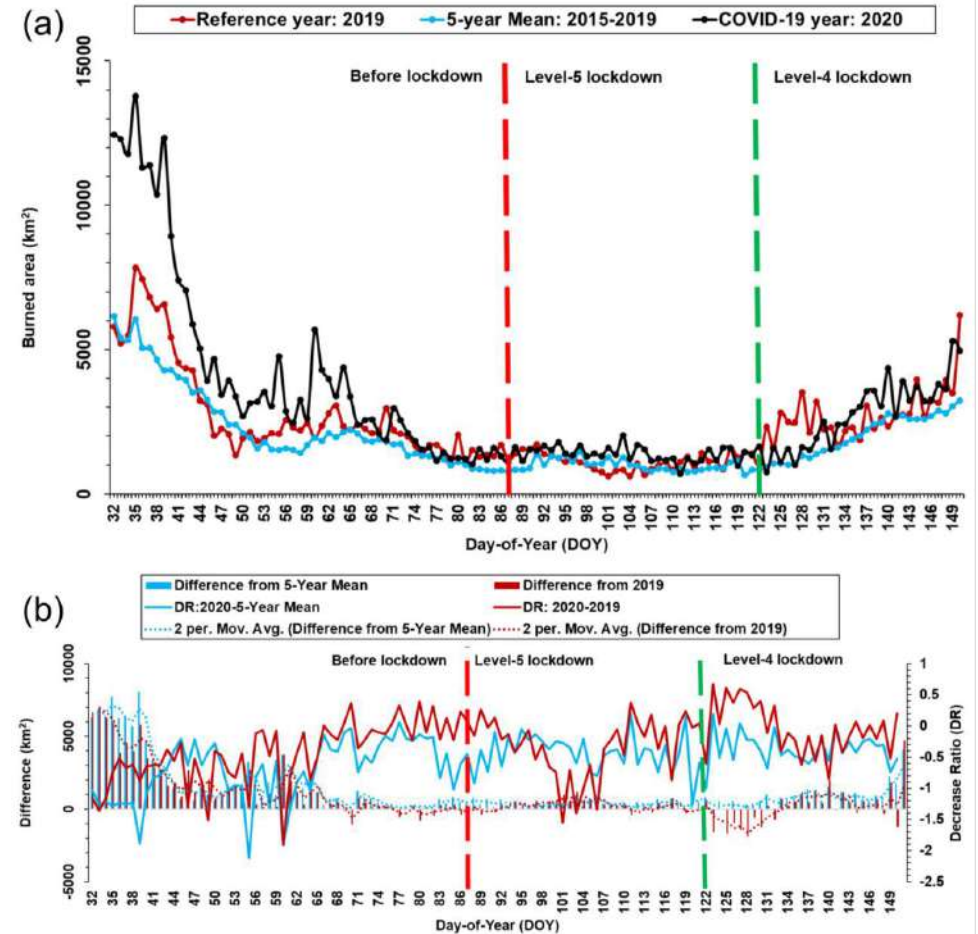 (a)
Reference year: 2019 5-year Mean: 2015-2019 COVID-19 year: 2020
Before lockdown Level-5 lockdown Level-4 lockdown
15000
10000
5000
0
Burned area (km²)
32 35 38 41 44 47 50 53 56 59 62 65 68 71 74 77 80 83 86 89 92 95 98 101 104 107 110 113 116 119 122 125 128 131 134 137 140 143 146 149
Day-of-Year (DOY)
(b)
Difference from 5-Year Mean Difference from 2019
DR:2020-5-Year Mean DR: 2020-2019
2 per. Mov. Avg. (Difference from 5-Year Mean) 2 per. Mov. Avg. (Difference from 2019)
Before lockdown Level-5 lockdown Level-4 lockdown
10000
5000
0
-5000
Difference (km²)
1
0.5
0
-0.5
-1
-1.5
-2
-2.5
Decrease Ratio (DR)
32 35 38 41 44 47 50 53 56 59 62 65 68 71 74 77 80 83 86 89 92 95 98 101 104 107 110 113 116 119 122 125 128 131 134 137 140 143 146 149
Day-of-Year (DOY)